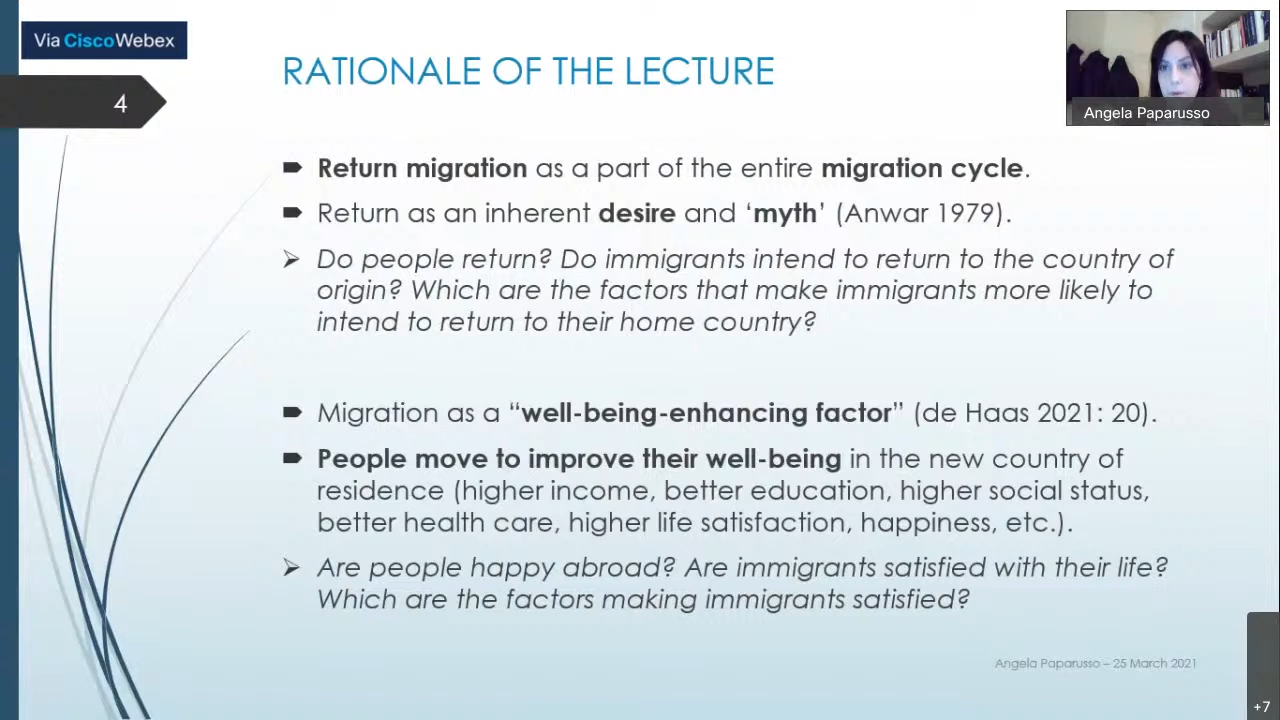 Via CiscoWebex
RATIONALE OF THE LECTURE
4
Angela Paparusso
Return migration as a part of the entire migration cycle.
Return as an inherent desire and ‘myth’ (Anwar 1979).
Do people return? Do immigrants intend to return to the country of
origin? Which are the factors that make immigrants more likely to
intend to return to their home country?
Migration as a “well-being-enhancing factor” (de Haas 2021: 20).
People move to improve their well-being in the new country of
residence (higher income, better education, higher social status,
better health care, higher life satisfaction, happiness, etc.).
Are people happy abroad? Are immigrants satisfied with their life?
Which are the factors making immigrants satisfied?
Angela Paparusso – 25 March 2021
+7